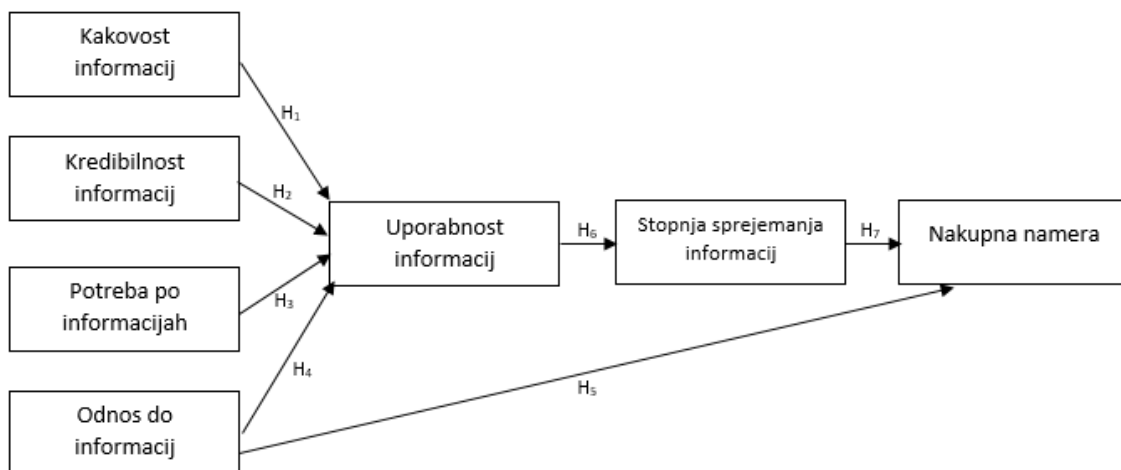 Kakovost
informacij
H₁
Kredibilnost
informacij
H₂
Uporabnost
informacij
H₆
Stopnja sprejemanja
informacij
H₇
Nakupna namera
Potreba po
informacijah
H₃
H₄
H₅
Odnos do
informacij